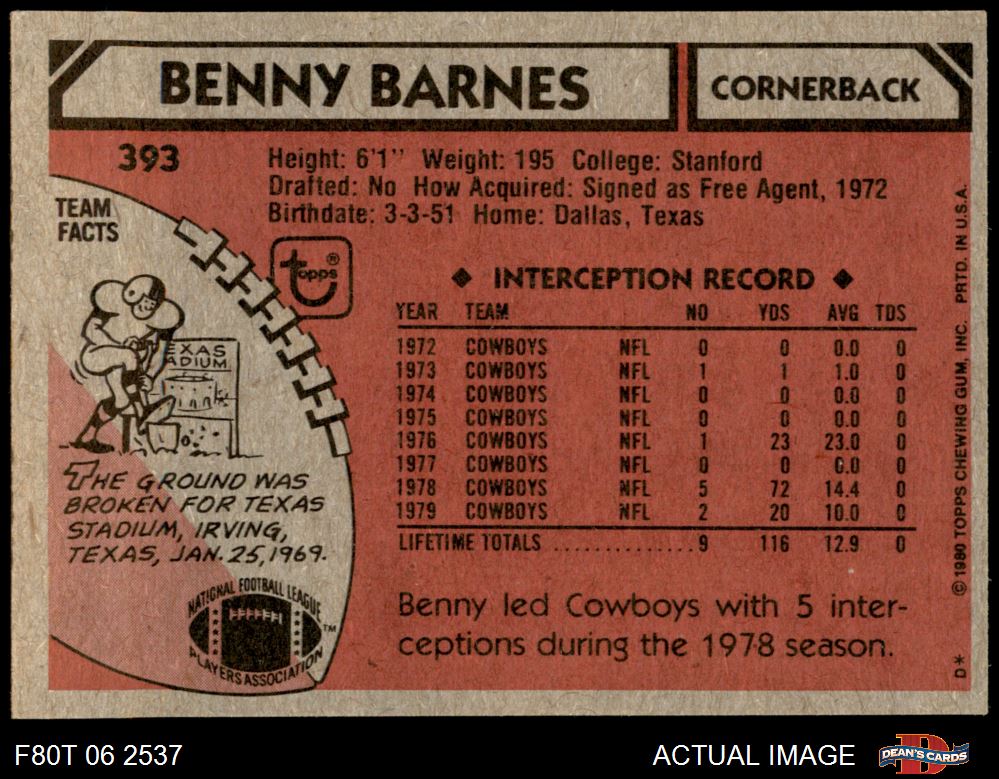 BENNY BARNES
CORNERBACK
393
Height: 6'1" Weight: 195 College: Stanford
Drafted: No How Acquired: Signed as Free Agent, 1972
Birthdate: 3-3-51 Home: Dallas, Texas
TEAM
FACTS
topps®
EXAS
ADIUM
THE GROUND WAS
BROKEN FOR TEXAS
STADIUM, IRVING,
TEXAS, JAN. 25, 1969.
NATIONAL FOOTBALL LEAGUE
PLAYERS ASSOCIATION
TM
◆ INTERCEPTION RECORD ◆
YEAR TEAM NO YDS AVG TDS
1972 COWBOYS NFL 0 0 0.0 0
1973 COWBOYS NFL 1 1 1.0 0
1974 COWBOYS NFL 0 0 0.0 0
1975 COWBOYS NFL 0 0 0.0 0
1976 COWBOYS NFL 1 23 23.0 0
1977 COWBOYS NFL 0 0 0.0 0
1978 COWBOYS NFL 5 72 14.4 0
1979 COWBOYS NFL 2 20 10.0 0
LIFETIME TOTALS ................ 9 116 12.9 0
Benny led Cowboys with 5 inter-
ceptions during the 1978 season.
© 1980 TOPPS CHEWING GUM, INC. PRTD. IN U.S.A.
D*
F80T 06 2537
ACTUAL IMAGE
D
DEAN'S CARDS